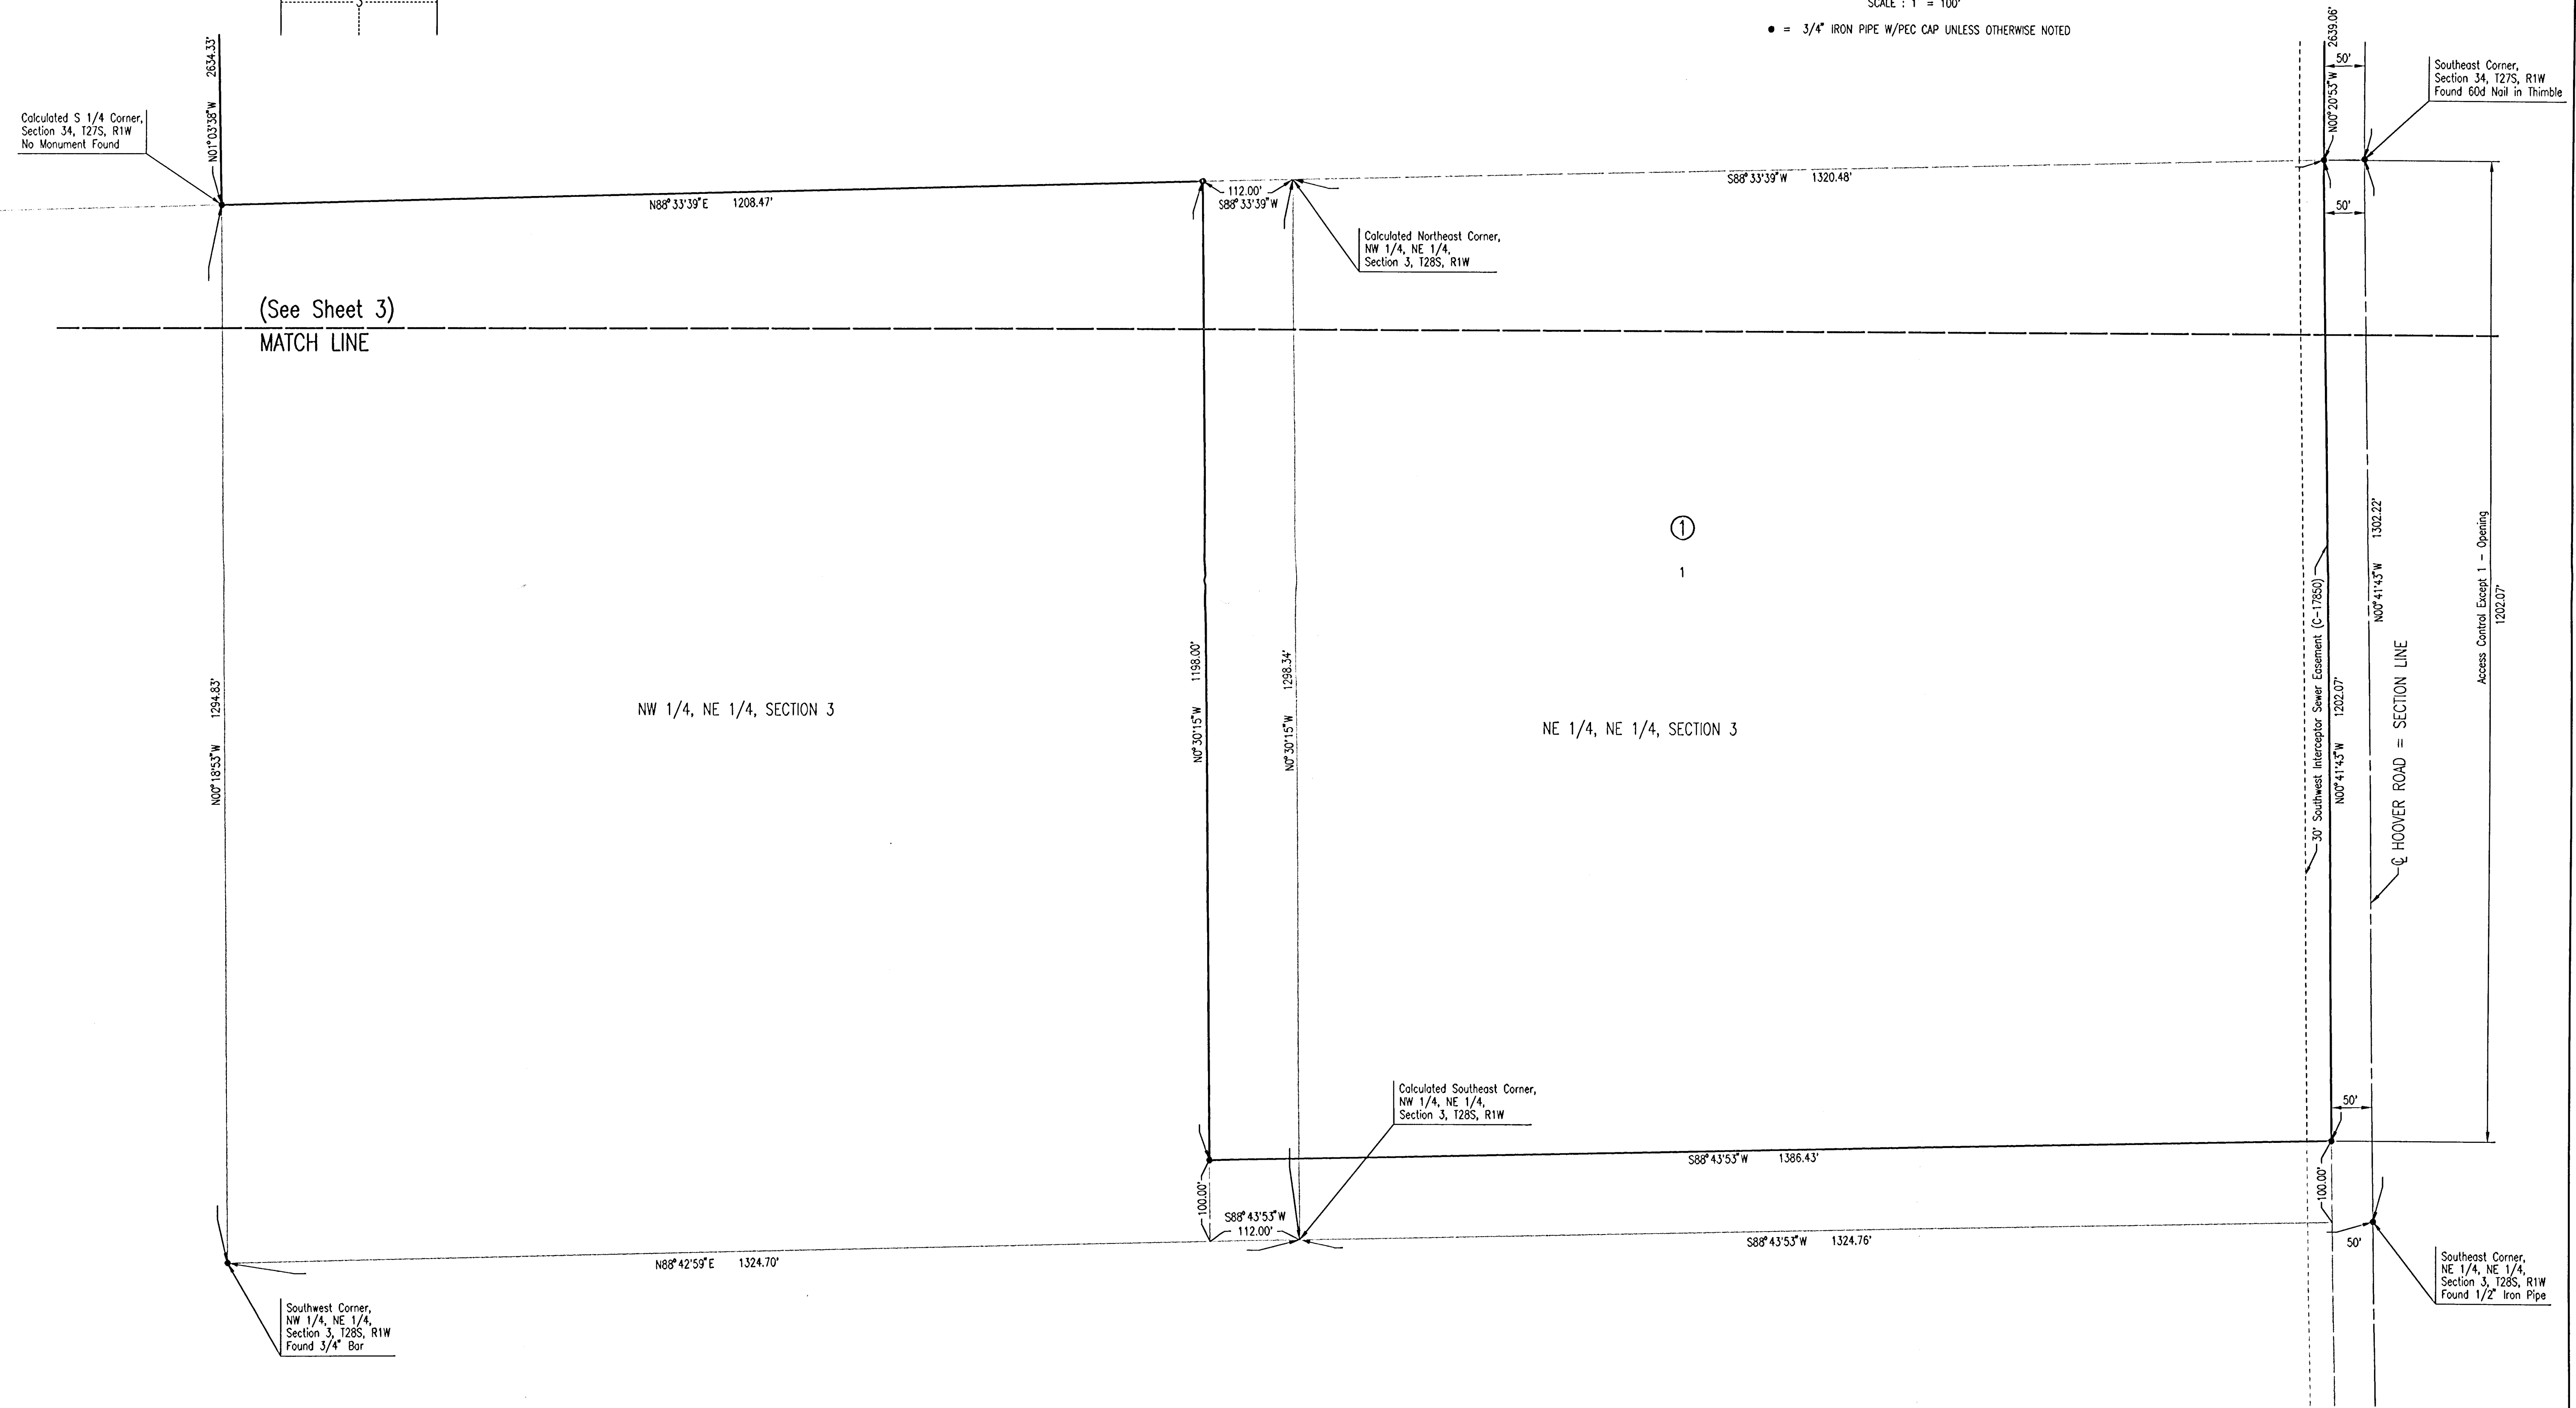 3
SCALE : 1" = 100'
● = 3/4" IRON PIPE W/PEC CAP UNLESS OTHERWISE NOTED
N01°03'38"W 2634.33'
N00°20'53"W 2639.06'
50'
Southeast Corner,
Section 34, T27S, R1W
Found 60d Nail in Thimble
Calculated S 1/4 Corner,
Section 34, T27S, R1W
No Monument Found
N88°33'39"E 1208.47'
112.00'
S88°33'39"W
S88°33'39"W 1320.48'
50'
Calculated Northeast Corner,
NW 1/4, NE 1/4,
Section 3, T28S, R1W
(See Sheet 3)
MATCH LINE
1
1
N00°18'53"W 1294.83'
NW 1/4, NE 1/4, SECTION 3
N0°30'15"W 1198.00'
N0°30'15"W 1298.34'
NE 1/4, NE 1/4, SECTION 3
30' Southwest Interceptor Sewer Easement (C-17850)
N00°41'43"W 1202.07'
N00°41'43"W 1302.22'
℄ HOOVER ROAD = SECTION LINE
Access Control Except 1 - Opening
1202.07'
Calculated Southeast Corner,
NW 1/4, NE 1/4,
Section 3, T28S, R1W
50'
S88°43'53"W 1386.43'
100.00'
100.00'
S88°43'53"W
112.00'
S88°43'53"W 1324.76'
50'
N88°42'59"E 1324.70'
Southeast Corner,
NE 1/4, NE 1/4,
Section 3, T28S, R1W
Found 1/2" Iron Pipe
Southwest Corner,
NW 1/4, NE 1/4,
Section 3, T28S, R1W
Found 3/4" Bar